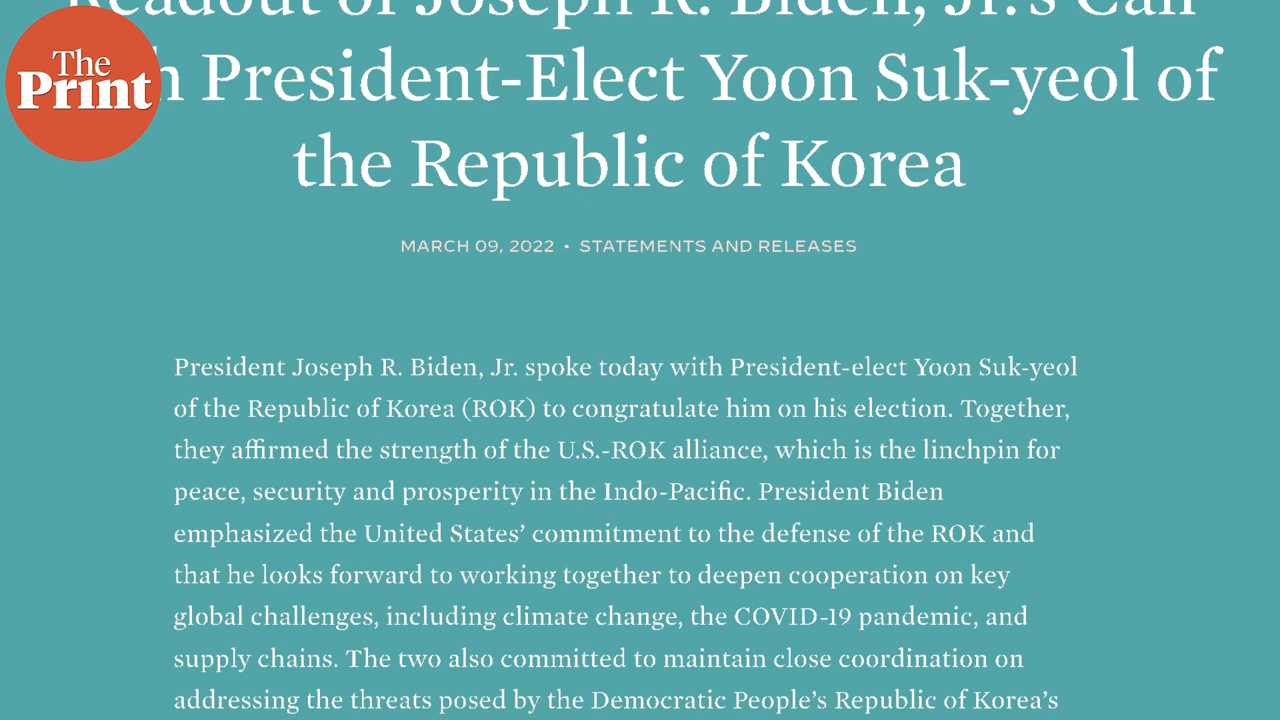 Readout of Joseph R. Biden, Jr.'s Call
The
Print
h President-Elect Yoon Suk-yeol of
the Republic of Korea
MARCH 09, 2022 • STATEMENTS AND RELEASES
President Joseph R. Biden, Jr. spoke today with President-elect Yoon Suk-yeol
of the Republic of Korea (ROK) to congratulate him on his election. Together,
they affirmed the strength of the U.S.-ROK alliance, which is the linchpin for
peace, security and prosperity in the Indo-Pacific. President Biden
emphasized the United States’ commitment to the defense of the ROK and
that he looks forward to working together to deepen cooperation on key
global challenges, including climate change, the COVID-19 pandemic, and
supply chains. The two also committed to maintain close coordination on
addressing the threats posed by the Democratic People’s Republic of Korea’s